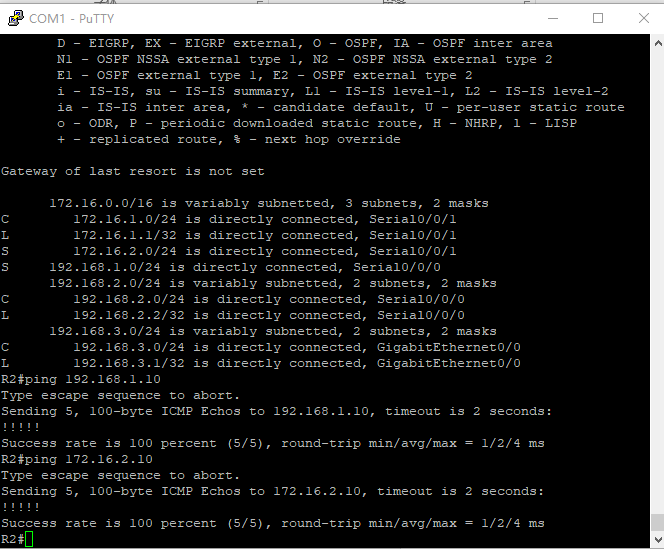 COM1 - PuTTY
       D - EIGRP, EX - EIGRP external, O - OSPF, IA - OSPF inter area
       N1 - OSPF NSSA external type 1, N2 - OSPF NSSA external type 2
       E1 - OSPF external type 1, E2 - OSPF external type 2
       i - IS-IS, su - IS-IS summary, L1 - IS-IS level-1, L2 - IS-IS level-2
       ia - IS-IS inter area, * - candidate default, U - per-user static route
       o - ODR, P - periodic downloaded static route, H - NHRP, l - LISP
       + - replicated route, % - next hop override

Gateway of last resort is not set

      172.16.0.0/16 is variably subnetted, 3 subnets, 2 masks
C        172.16.1.0/24 is directly connected, Serial0/0/1
L        172.16.1.1/32 is directly connected, Serial0/0/1
S        172.16.2.0/24 is directly connected, Serial0/0/1
S     192.168.1.0/24 is directly connected, Serial0/0/0
      192.168.2.0/24 is variably subnetted, 2 subnets, 2 masks
C        192.168.2.0/24 is directly connected, Serial0/0/0
L        192.168.2.2/32 is directly connected, Serial0/0/0
      192.168.3.0/24 is variably subnetted, 2 subnets, 2 masks
C        192.168.3.0/24 is directly connected, GigabitEthernet0/0
L        192.168.3.1/32 is directly connected, GigabitEthernet0/0
R2#ping 192.168.1.10
Type escape sequence to abort.
Sending 5, 100-byte ICMP Echos to 192.168.1.10, timeout is 2 seconds:
!!!!!
Success rate is 100 percent (5/5), round-trip min/avg/max = 1/2/4 ms
R2#ping 172.16.2.10
Type escape sequence to abort.
Sending 5, 100-byte ICMP Echos to 172.16.2.10, timeout is 2 seconds:
!!!!!
Success rate is 100 percent (5/5), round-trip min/avg/max = 1/2/4 ms
R2#